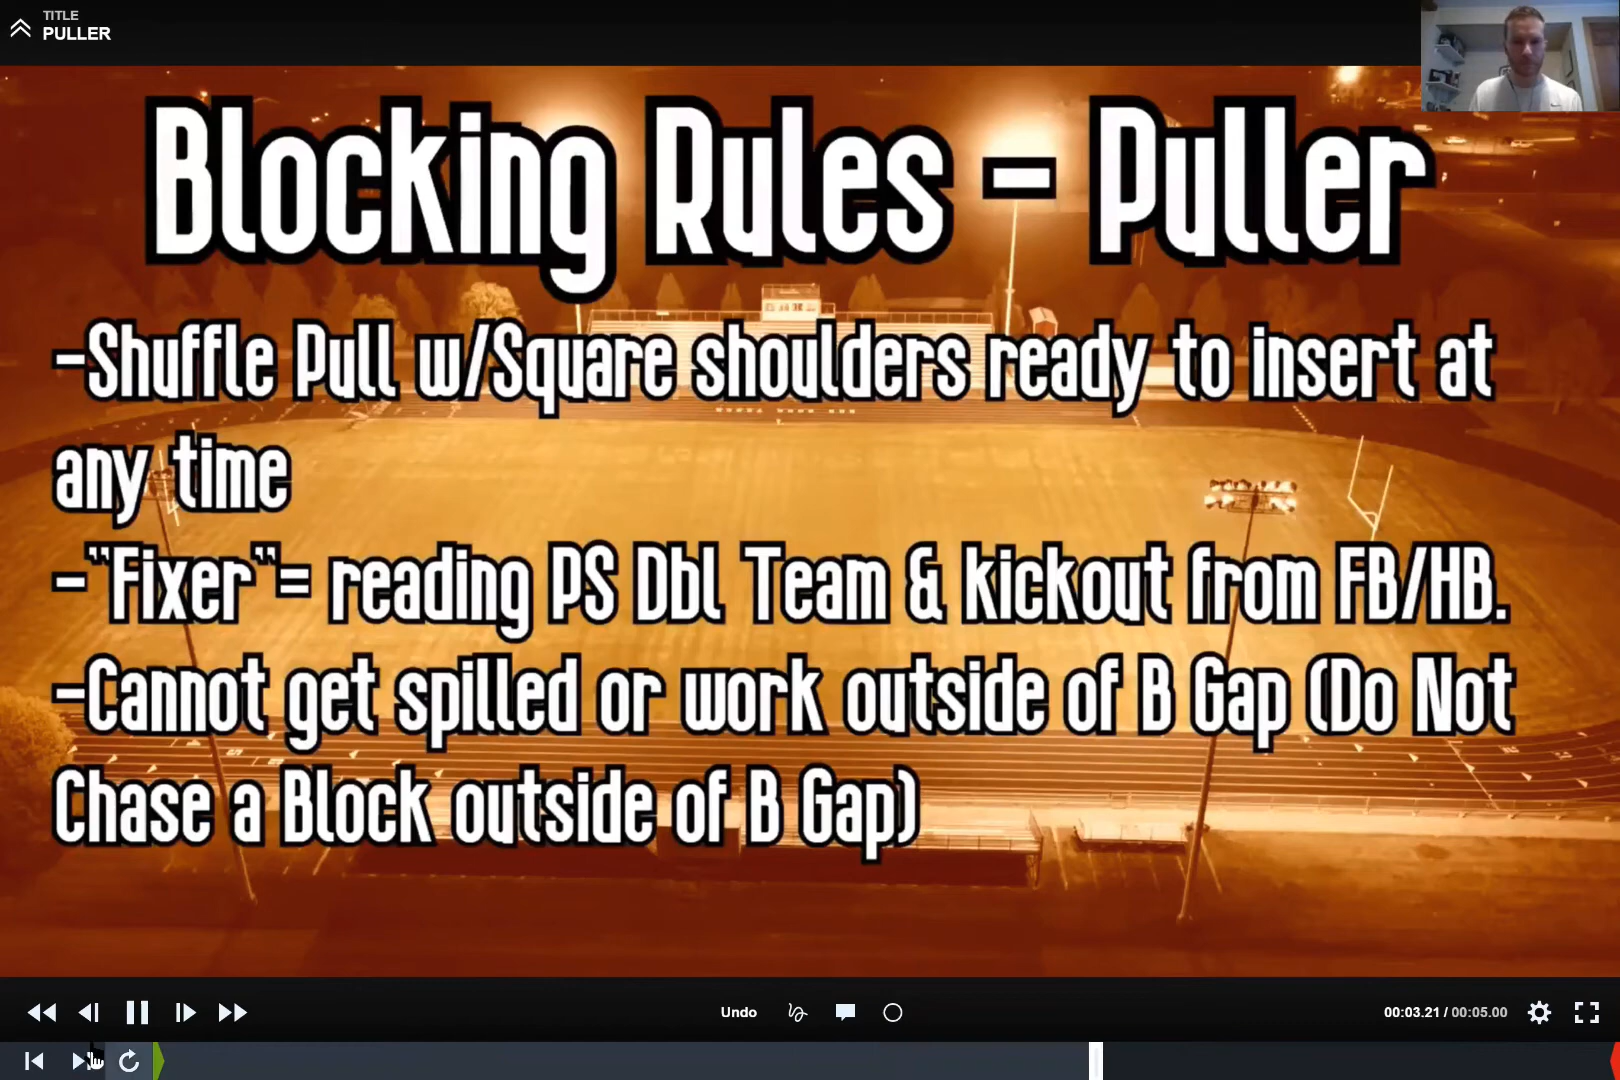 TITLE
PULLER
Blocking Rules - Puller
-Shuffle Pull w/Square shoulders ready to insert at
any time
-"Fixer"= reading PS Dbl Team & kickout from FB/HB.
-Cannot get spilled or work outside of B Gap (Do Not
Chase a Block outside of B Gap)
Undo
00:03.21 / 00:05.00